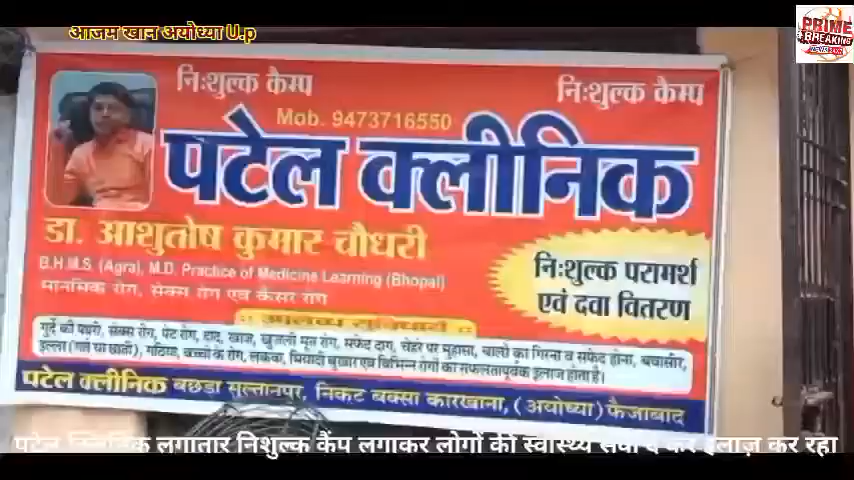 आजम खान अयोध्या U.p
PRIME
BREAKING
निःशुल्क कैम्प
निःशुल्क कैम्प
Mob. 9473716550
पटेल क्लीनिक
डा. आशुतोष कुमार चौधरी
B.H.M.S. (Agra), M.D. Practice of Medicine Learning (Bhopal)
मानसिक रोग, सेक्स रोग एवं कैंसर रोग
निःशुल्क परामर्श
एवं दवा वितरण
गुर्दे की पथरी, सेक्स रोग, पेट रोग, दाद, खाज, खुजली मूत्र रोग, सफेद दाग, चेहरे पर मुहासा, बालों का गिरना व सफेद होना, बवासीर,
गठिया, बच्चों के रोग, लकवा, मियादी बुखार एवं विभिन्न रोगों का सफलतापूर्वक इलाज होता है।
पटेल क्लीनिक बछड़ा सुल्तानपुर, निकट बक्सा कारखाना, (अयोध्या) फैजाबाद
पटेल क्लिनिक लगातार निशुल्क कैंप लगाकर लोगों की स्वास्थ्य कर इलाज़ कर रहा